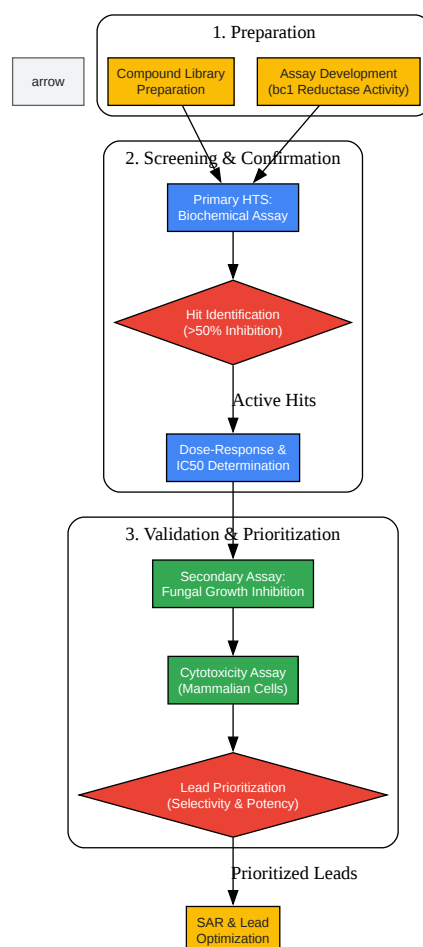 1. Preparation
arrow
Compound Library
Preparation
Assay Development
(bc1 Reductase Activity)
2. Screening & Confirmation
Primary HTS:
Biochemical Assay
Hit Identification
(>50% Inhibition)
Active Hits
Dose-Response &
IC50 Determination
3. Validation & Prioritization
Secondary Assay:
Fungal Growth Inhibition
Cytotoxicity Assay
(Mammalian Cells)
Lead Prioritization
(Selectivity & Potency)
Prioritized Leads
SAR & Lead
Optimization